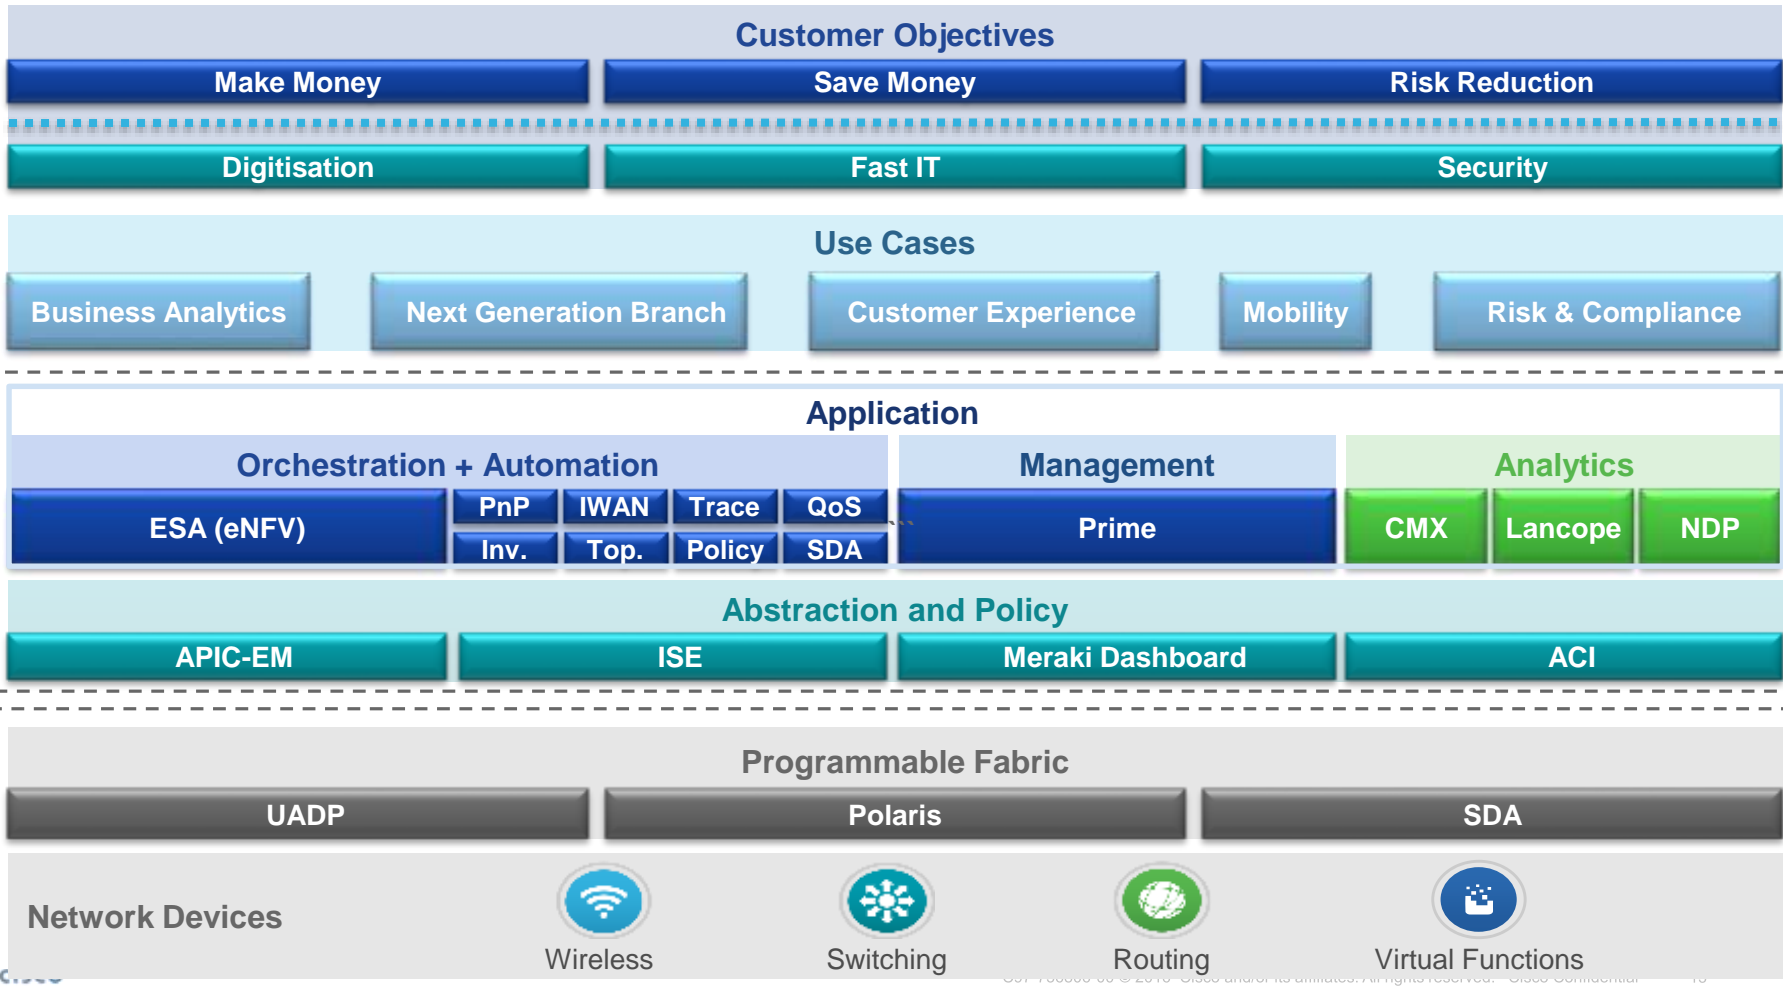 Customer Objectives
Make Money Save Money Risk Reduction
Digitisation Fast IT Security
Use Cases
Business Analytics Next Generation Branch Customer Experience Mobility Risk & Compliance
Application
Orchestration + Automation Management Analytics
ESA (eNFV) PnP IWAN Trace QoS Prime CMX Lancope NDP
Inv. Top. Policy SDA
Abstraction and Policy
APIC-EM ISE Meraki Dashboard ACI
Programmable Fabric
UADP Polaris SDA
Network Devices
Wireless Switching Routing Virtual Functions